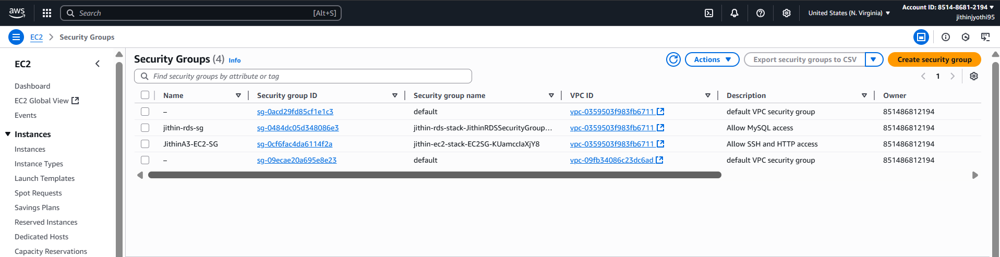 aws
Search [Alt+S]
United States (N. Virginia)
Account ID: 8514-8681-2194
jithinjyothi95
EC2 > Security Groups
EC2
Dashboard
EC2 Global View
Events
Instances
Instances
Instance Types
Launch Templates
Spot Requests
Savings Plans
Reserved Instances
Dedicated Hosts
Capacity Reservations
Security Groups (4) Info
Actions
Export security groups to CSV
Create security group
Find security groups by attribute or tag
1
Name Security group ID Security group name VPC ID Description Owner
– sg-0acd29fd85cf1e1c3 default vpc-0359503f983fb6711 default VPC security group 851486812194
jithin-rds-sg sg-0484dc05d348086e3 jithin-rds-stack-JithinRDSSecurityGroup... vpc-0359503f983fb6711 Allow MySQL access 851486812194
JithinA3-EC2-SG sg-0cf6fac4da6114f2a jithin-ec2-stack-EC2SG-KUamccIaXjY8 vpc-0359503f983fb6711 Allow SSH and HTTP access 851486812194
– sg-09ecae20a695e8e23 default vpc-09fb34086c23dc6ad default VPC security group 851486812194